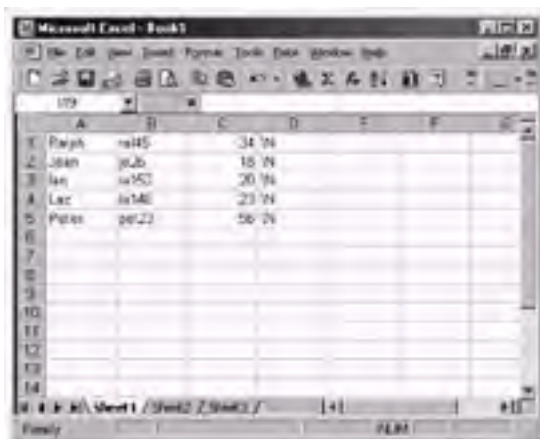 Microsoft Excel - Book1
File Edit View Insert Format Tools Data Window Help
A B C D E F G
1 Ralph 34 \N
2 Jean 18 \N
3 Ian 20 \N
4 23 \N
5 Peter 56 \N
6
7
8
9
10
11
12
13
14
Sheet1 / Sheet2 / Sheet3 /
Ready NUM